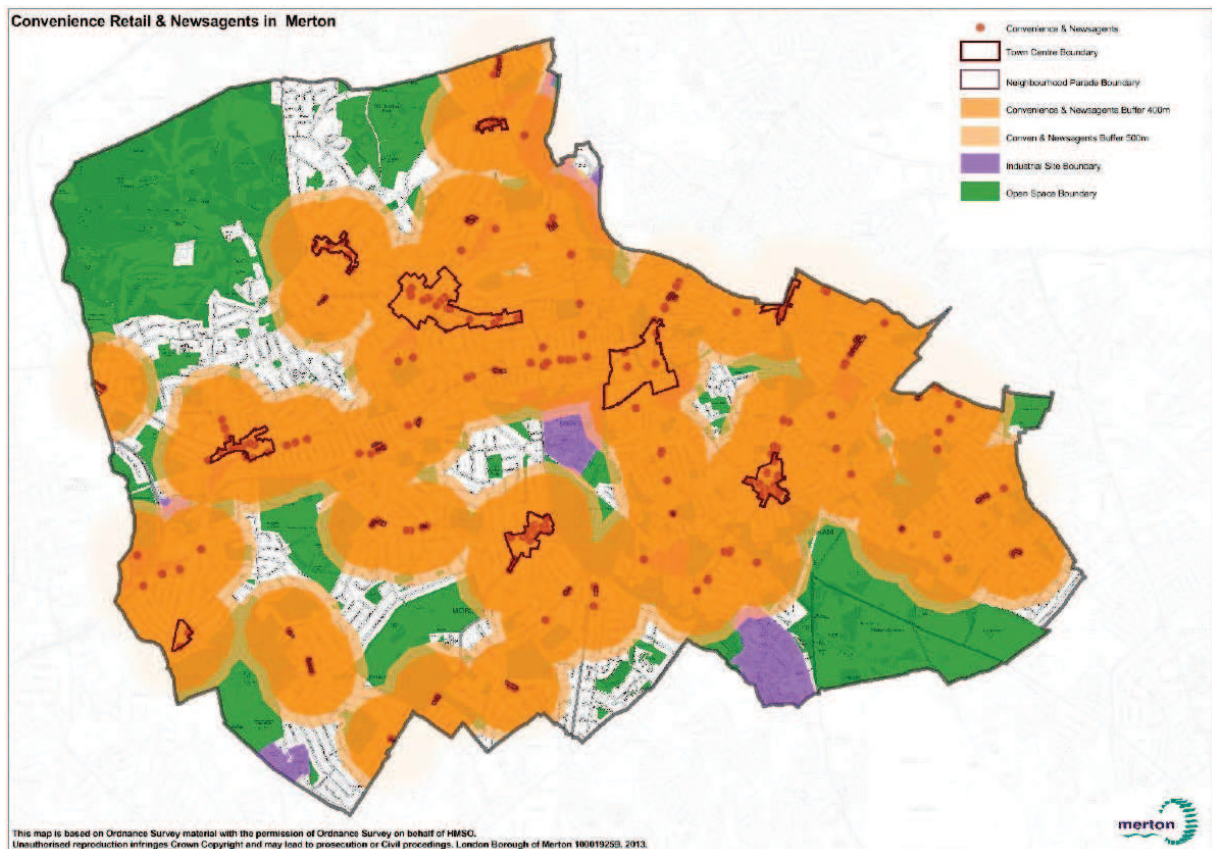 Convenience Retail & Newsagents in Merton
Convenience & Newsagents
Town Centre Boundary
Neighbourhood Parade Boundary
Convenience & Newsagents Buffer 400m
Conven & Newsagents Buffer 500m
Industrial Site Boundary
Open Space Boundary
This map is based on Ordnance Survey material with the permission of Ordnance Survey on behalf of HMSO.
Unauthorised reproduction infringes Crown Copyright and may lead to prosecution or Civil procedings. London Borough of Merton 100019259. 2013.
merton